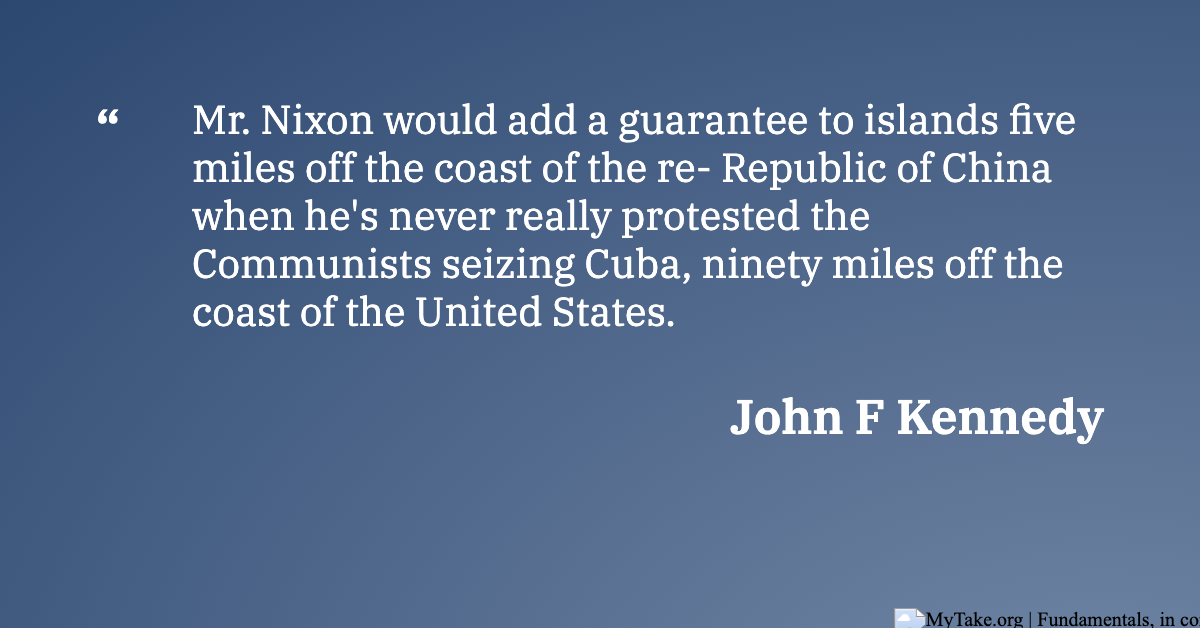 “ Mr. Nixon would add a guarantee to islands five
miles off the coast of the re- Republic of China
when he's never really protested the
Communists seizing Cuba, ninety miles off the
coast of the United States.
John F Kennedy
MyTake.org | Fundamentals, in co